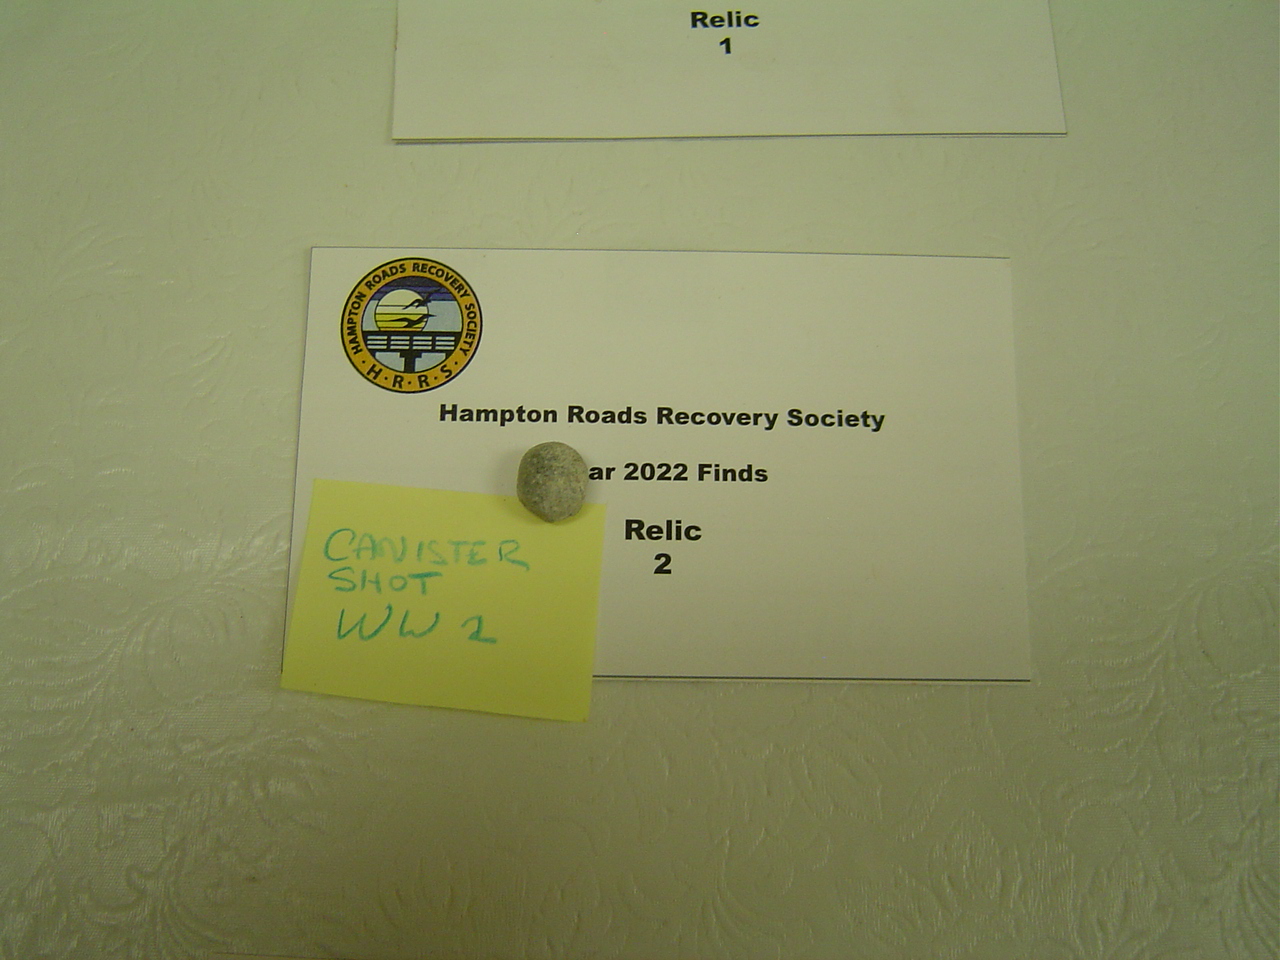 Relic
1
HAMPTON ROADS RECOVERY SOCIETY
· H · R · R · S ·
Hampton Roads Recovery Society
ar 2022 Finds
Relic
2
CANISTER
SHOT
WW 2